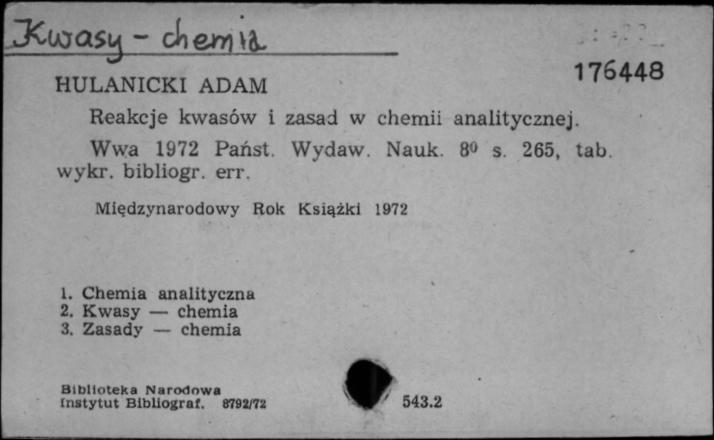 Kwasy - chemia
176448
HULANICKI ADAM
Reakcje kwasów i zasad w chemii analitycznej.
Wwa 1972 Państ. Wydaw. Nauk. 8⁰ s. 265, tab.
wykr. bibliogr. err.
Międzynarodowy Rok Książki 1972
1. Chemia analityczna
2. Kwasy — chemia
3. Zasady — chemia
Biblioteka Narodowa
Instytut Bibliograf. 8792/72
543.2